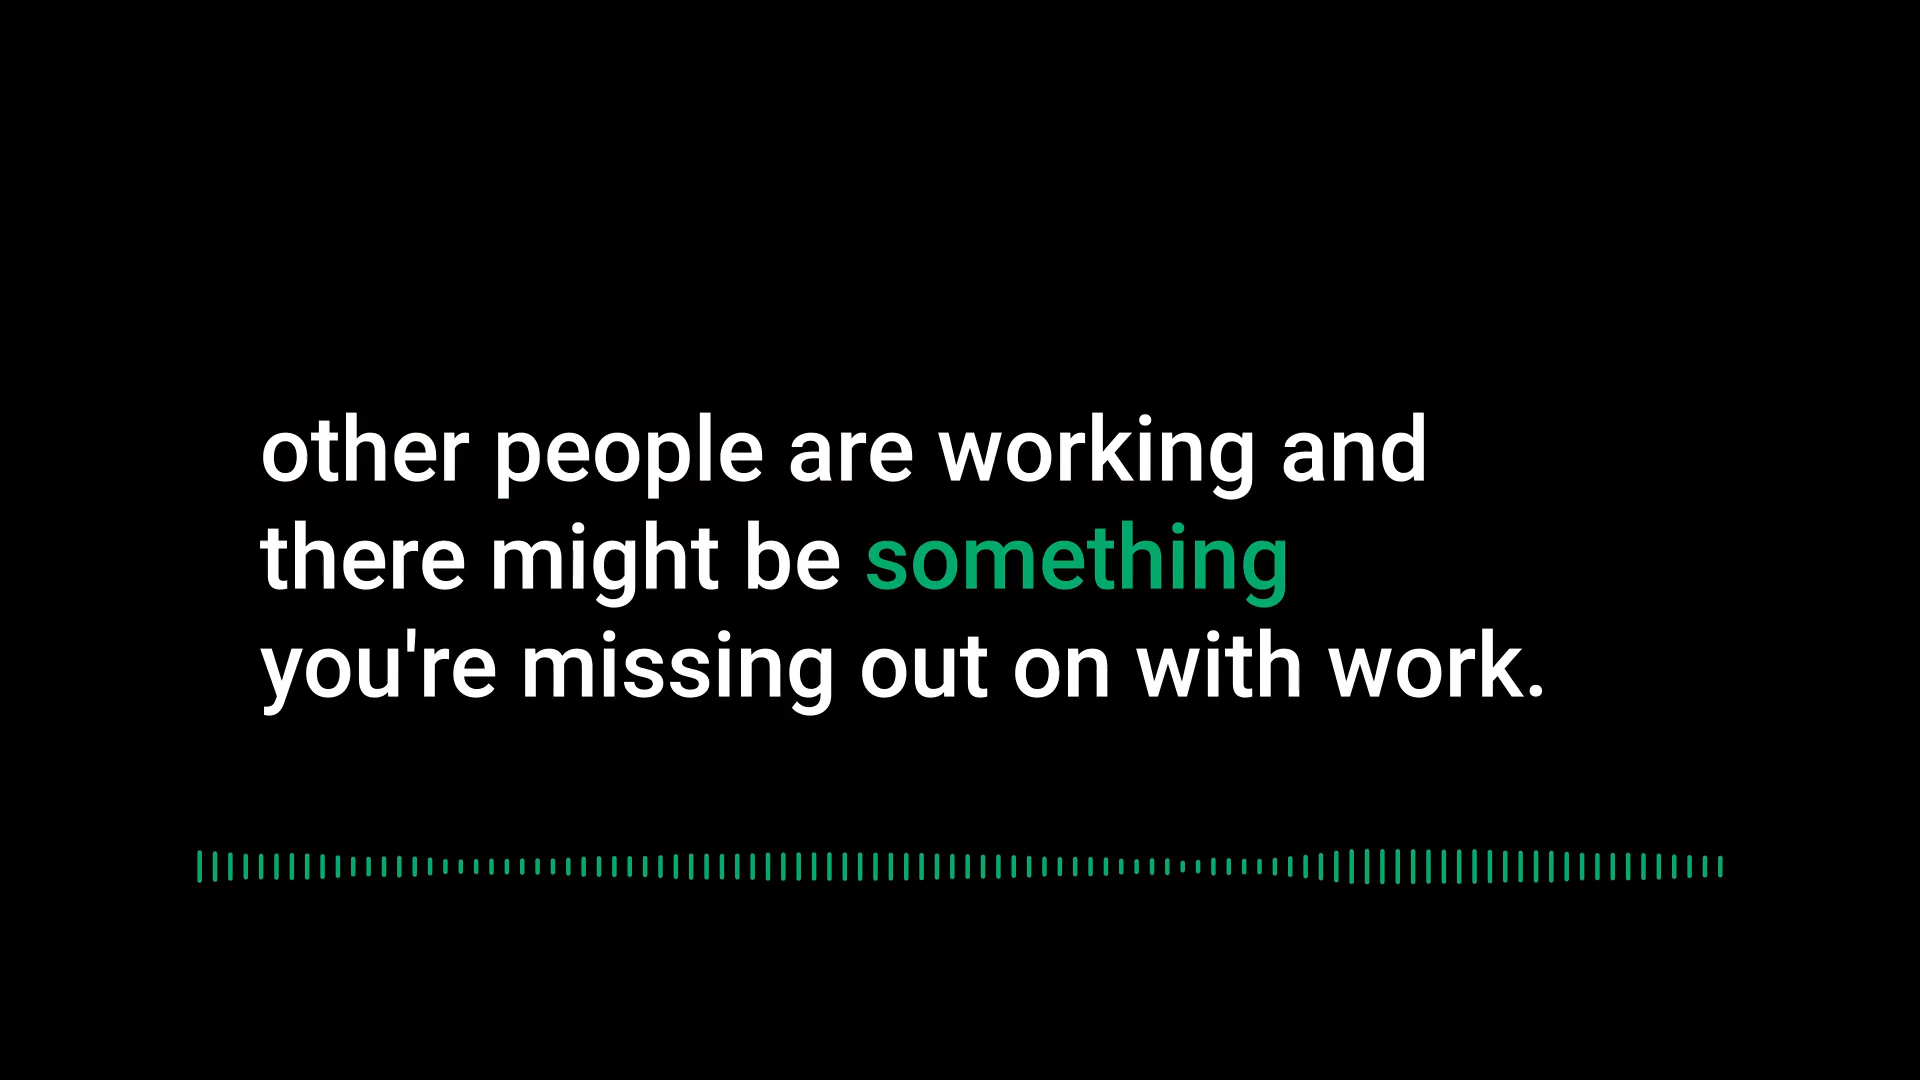 other people are working and
there might be something
you're missing out on with work.